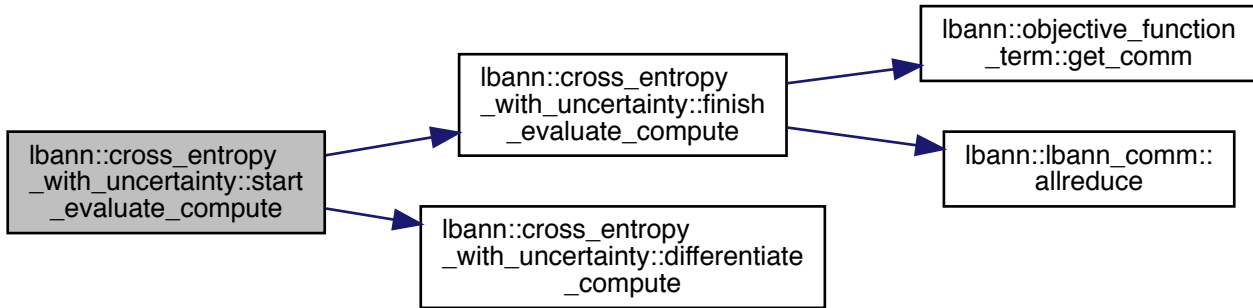 lbann::cross_entropy
_with_uncertainty::start
_evaluate_compute
lbann::cross_entropy
_with_uncertainty::finish
_evaluate_compute
lbann::cross_entropy
_with_uncertainty::differentiate
_compute
lbann::objective_function
_term::get_comm
lbann::lbann_comm::
allreduce